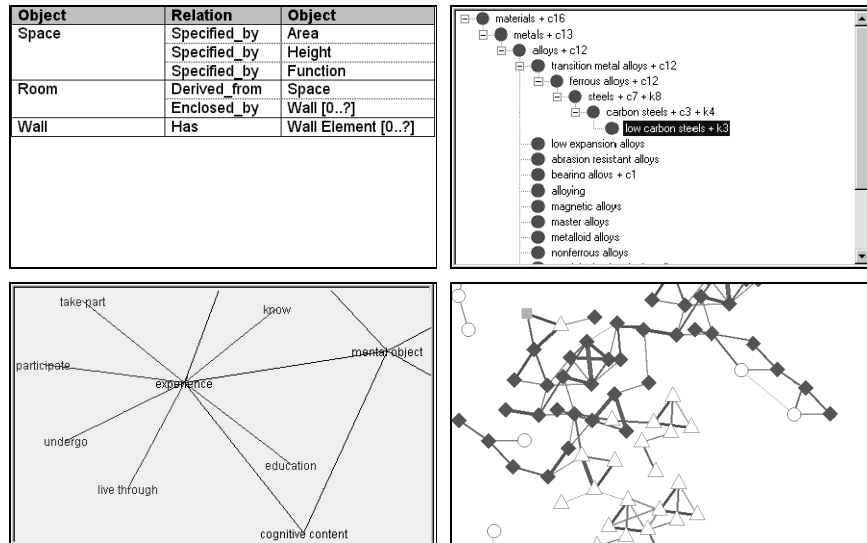 Object Relation Object
Space Specified_by Area
Specified_by Height
Specified_by Function
Room Derived_from Space
Enclosed_by Wall [0..?]
Wall Has Wall Element [0..?]
materials + c16
metals + c13
alloys + c12
transition metal alloys + c12
ferrous alloys + c12
steels + c7 + k8
carbon steels + c3 + k4
low carbon steels + k3
low expansion alloys
abrasion resistant alloys
bearing alloys + c1
alloying
magnetic alloys
master alloys
metalloid alloys
nonferrous alloys
take part
know
mental object
participate
experience
undergo
education
live through
cognitive content